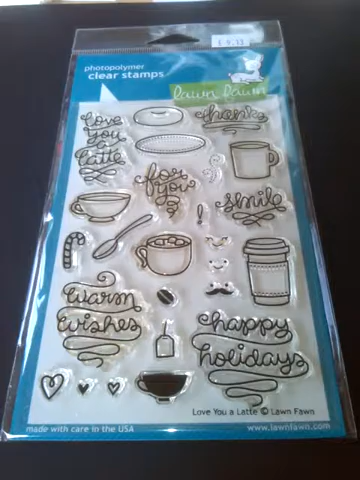 photopolymer
clear stamps
Lawn Fawn
love
you
a
latte
thanks
for
you
smile
warm
wishes
happy
holidays
Love You a Latte © Lawn Fawn
made with care in the USA
www.lawnfawn.com